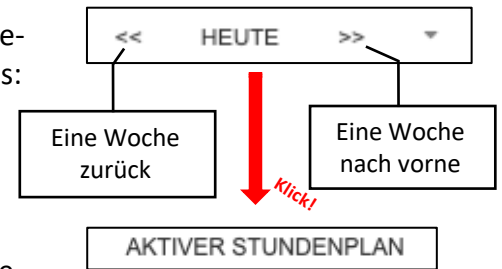 e-
<< HEUTE >>
s:
Eine Woche
zurück
Eine Woche
nach vorne
Klick!
AKTIVER STUNDENPLAN